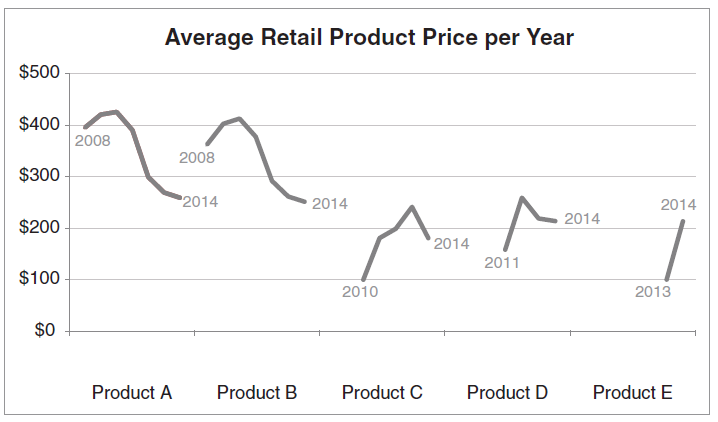 Average Retail Product Price per Year
$500
$400
$300
$200
$100
$0
2008
2014
2008
2014
2010
2014
2011
2014
2013
2014
Product A
Product B
Product C
Product D
Product E